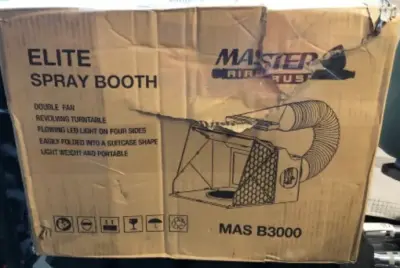 ELITE
SPRAY BOOTH
MASTER
AIR
DOUBLE FAN
REVOLVING TURNTABLE
FLOWING LED LIGHT ON FOUR SIDES
EASILY FOLDED INTO A SUITCASE SHAPE
LIGHT WEIGHT AND PORTABLE
MAS B3000